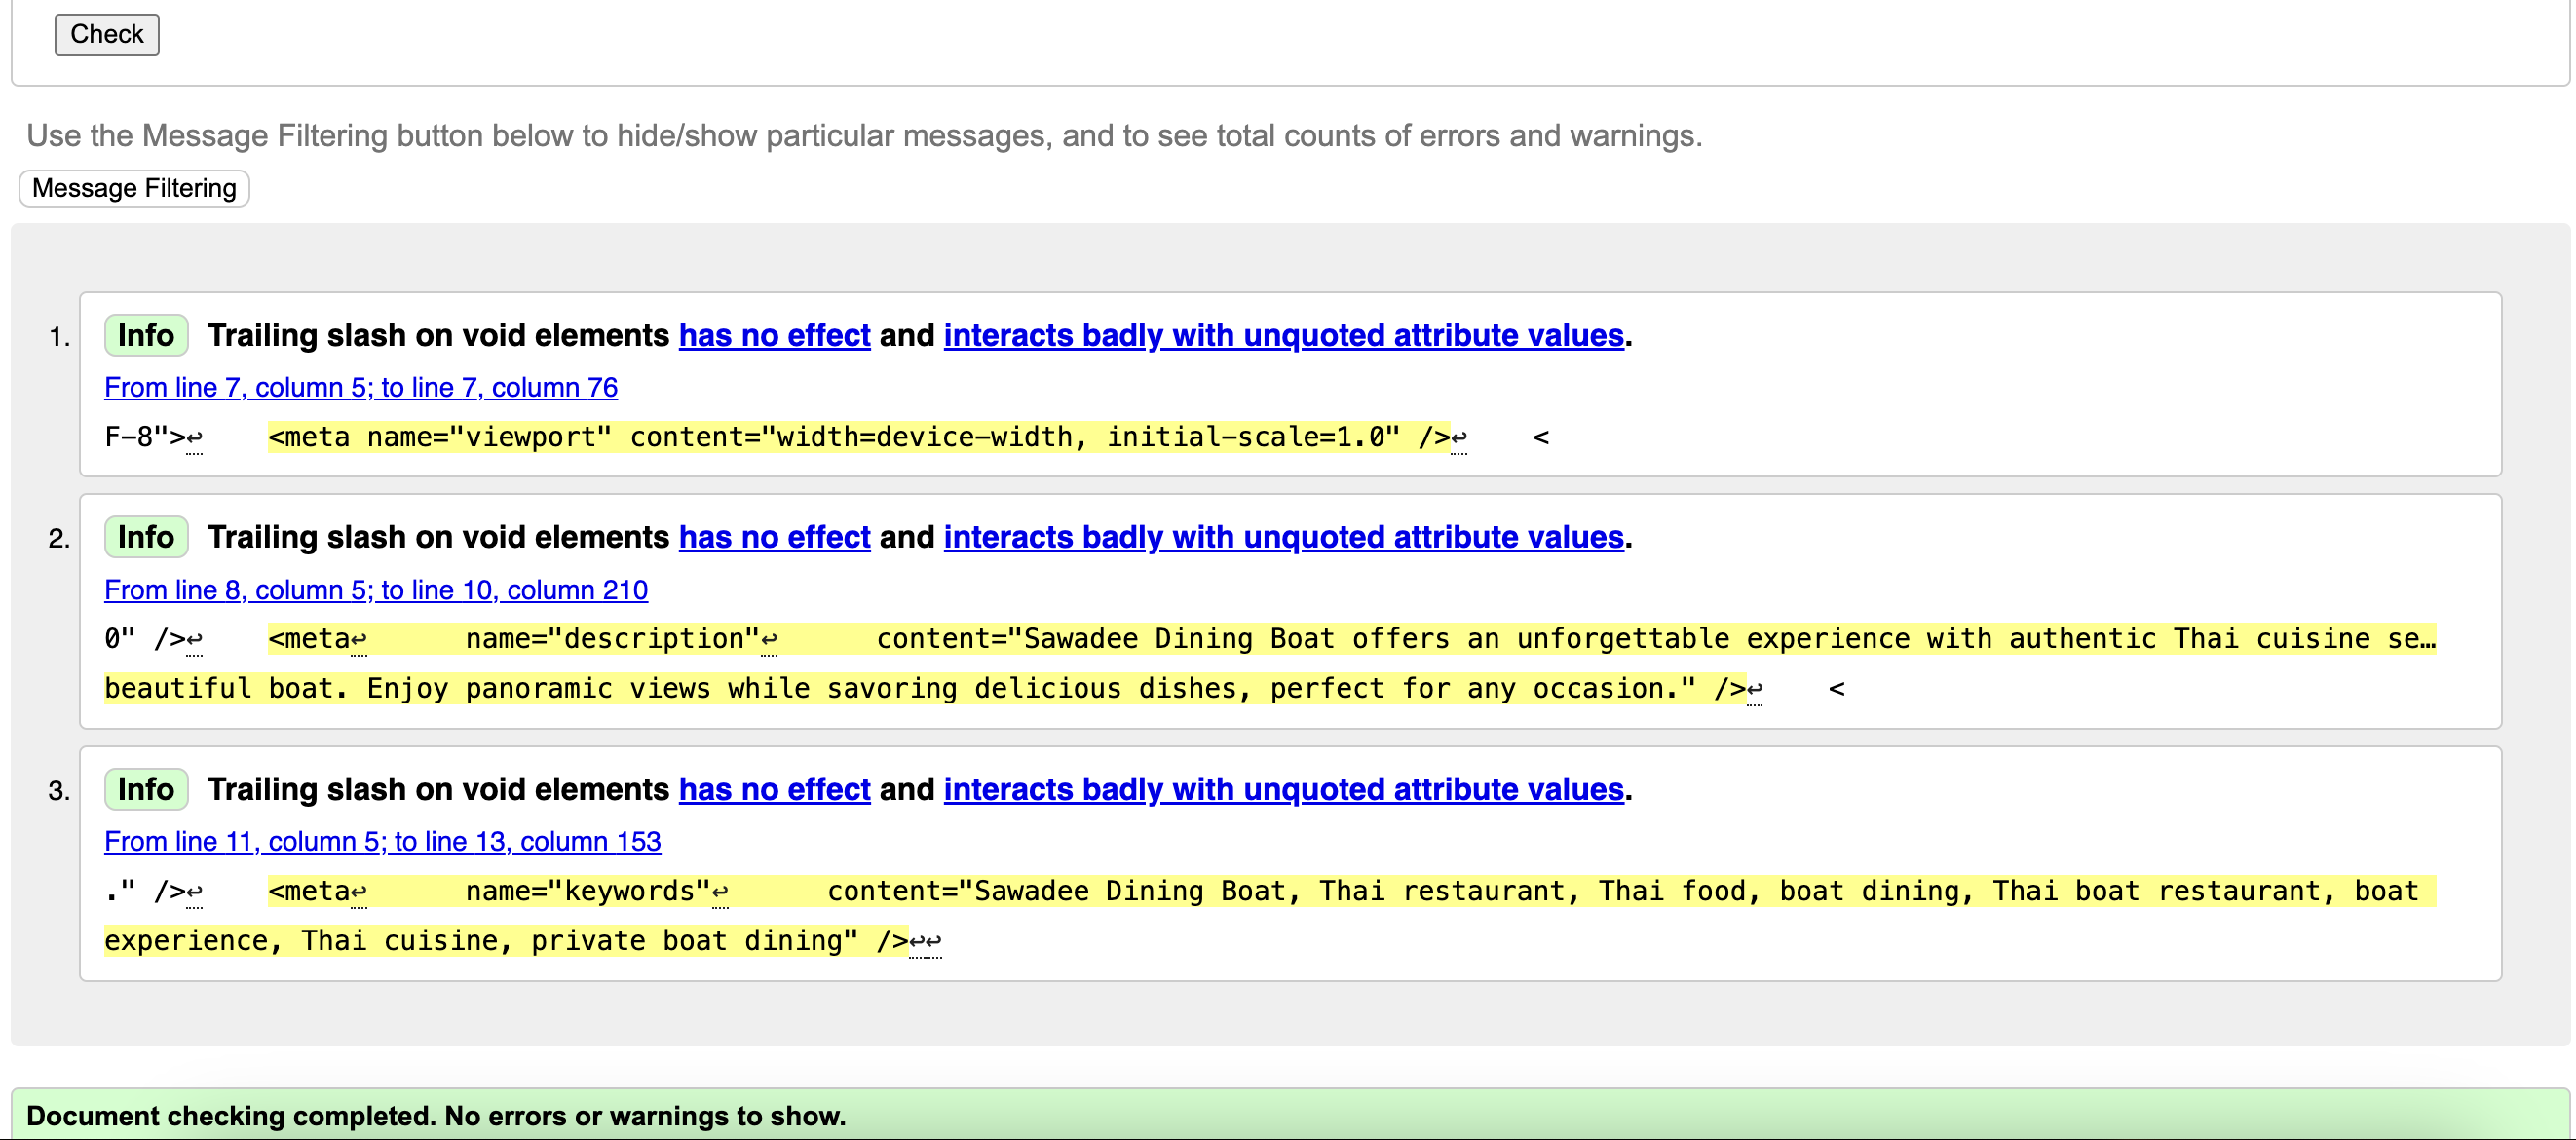 Check
Use the Message Filtering button below to hide/show particular messages, and to see total counts of errors and warnings.
Message Filtering
1. Info Trailing slash on void elements has no effect and interacts badly with unquoted attribute values.
From line 7, column 5; to line 7, column 76
F-8">↩    <meta name="viewport" content="width=device-width, initial-scale=1.0" />↩    <
2. Info Trailing slash on void elements has no effect and interacts badly with unquoted attribute values.
From line 8, column 5; to line 10, column 210
0" />↩    <meta↩      name="description"↩      content="Sawadee Dining Boat offers an unforgettable experience with authentic Thai cuisine se…
beautiful boat. Enjoy panoramic views while savoring delicious dishes, perfect for any occasion." />↩    <
3. Info Trailing slash on void elements has no effect and interacts badly with unquoted attribute values.
From line 11, column 5; to line 13, column 153
." />↩    <meta↩      name="keywords"↩      content="Sawadee Dining Boat, Thai restaurant, Thai food, boat dining, Thai boat restaurant, boat
experience, Thai cuisine, private boat dining" />↩↩
Document checking completed. No errors or warnings to show.